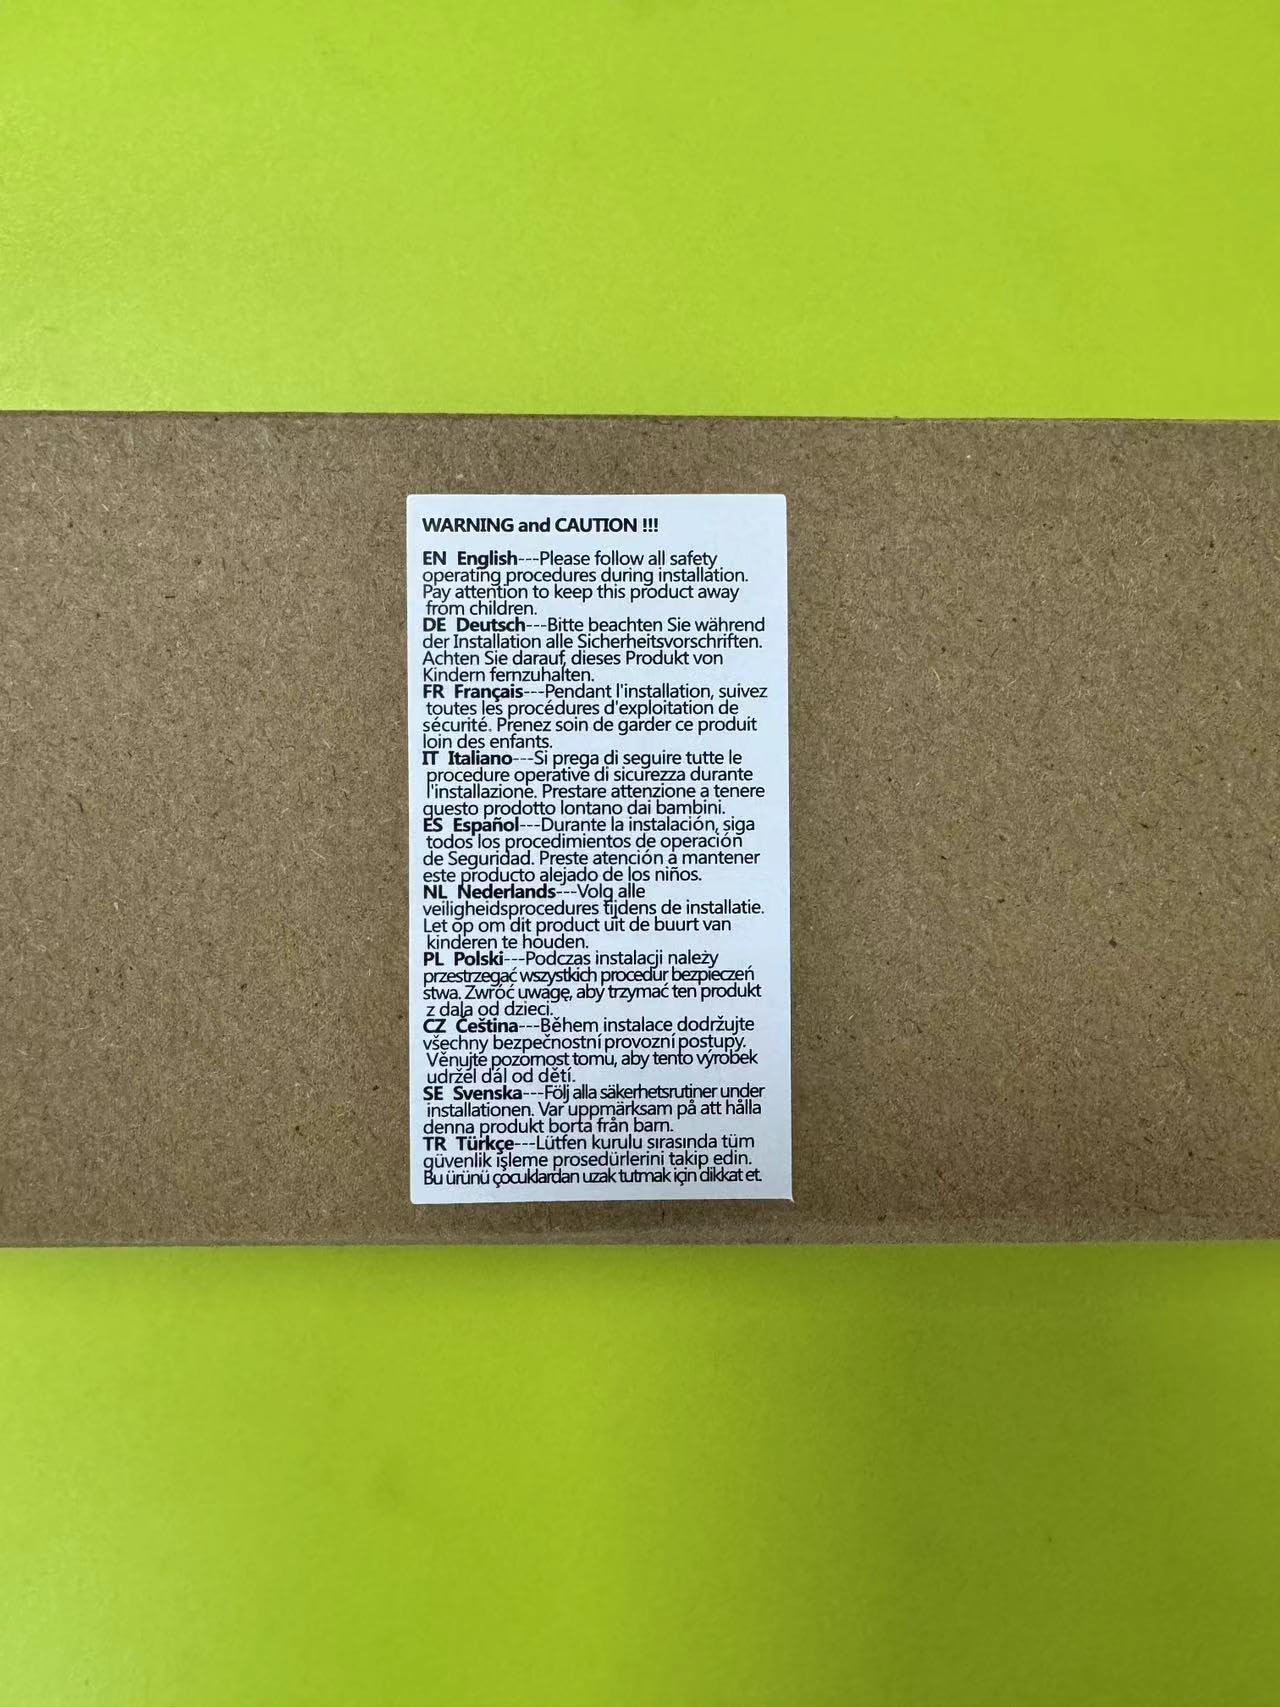 WARNING and CAUTION !!!
EN English---Please follow all safety
operating procedures during installation.
Pay attention to keep this product away
from children.
DE Deutsch---Bitte beachten Sie während
der Installation alle Sicherheitsvorschriften.
Achten Sie darauf, dieses Produkt von
Kindern fernzuhalten.
FR Français---Pendant l'installation, suivez
toutes les procédures d'exploitation de
sécurité. Prenez soin de garder ce produit
loin des enfants.
IT Italiano---Si prega di seguire tutte le
procedure operative di sicurezza durante
l'installazione. Prestare attenzione a tenere
questo prodotto lontano dai bambini.
ES Español---Durante la instalación, siga
todos los procedimientos de operación
de Seguridad. Preste atención a mantener
este producto alejado de los niños.
NL Nederlands---Volg alle
veiligheidsprocedures tijdens de installatie.
Let op om dit product uit de buurt van
kinderen te houden.
PL Polski---Podczas instalacji należy
przestrzegać wszystkich procedur bezpieczeń
stwa. Zwróć uwagę, aby trzymać ten produkt
z dala od dzieci.
CZ Čeština---Během instalace dodržujte
všechny bezpečnostní provozní postupy.
Věnujte pozornost tomu, aby tento výrobek
udržel dál od dětí.
SE Svenska---Följ alla säkerhetsrutiner under
installationen. Var uppmärksam på att hålla
denna produkt borta från barn.
TR Türkçe---Lütfen kurulu sırasında tüm
güvenlik işleme prosedürlerini takip edin.
Bu ürünü çocuklardan uzak tutmak için dikkat et.